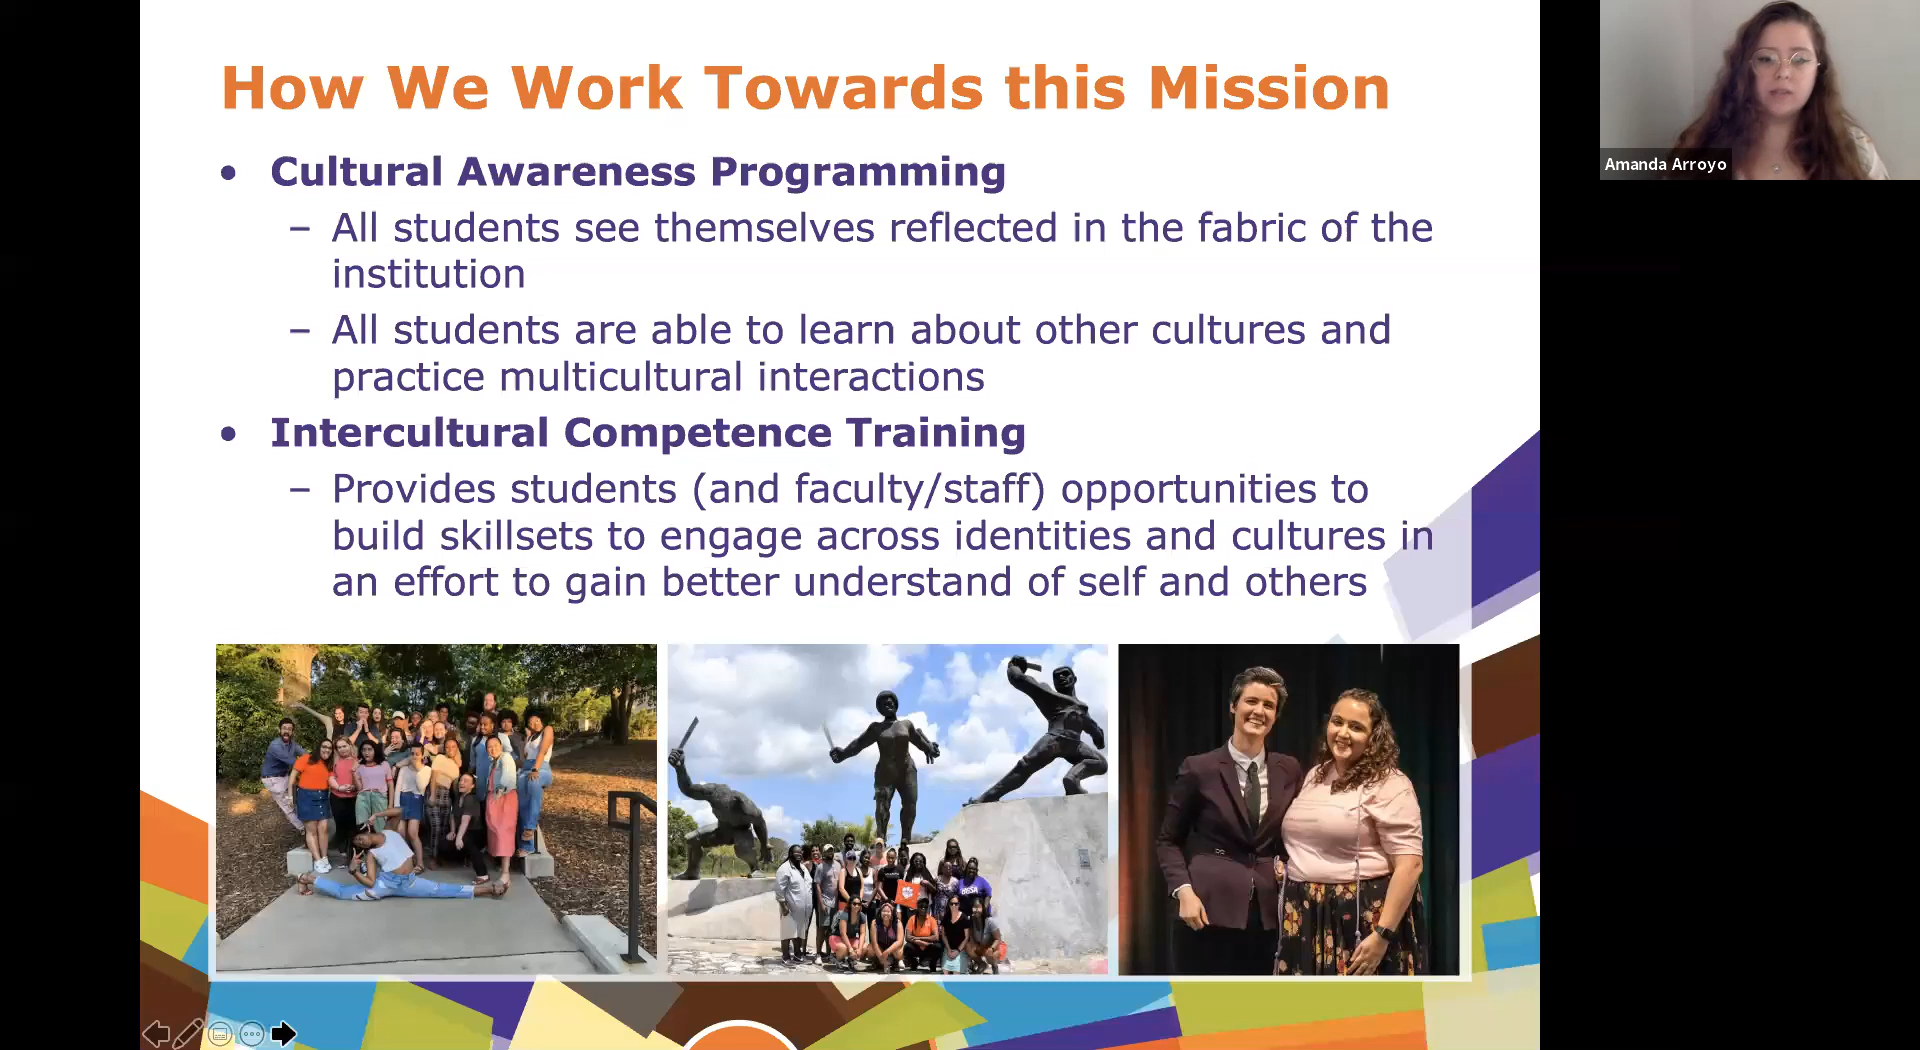 How We Work Towards this Mission
• Cultural Awareness Programming
– All students see themselves reflected in the fabric of the
institution
– All students are able to learn about other cultures and
practice multicultural interactions
• Intercultural Competence Training
– Provides students (and faculty/staff) opportunities to
build skillsets to engage across identities and cultures in
an effort to gain better understand of self and others
Amanda Arroyo